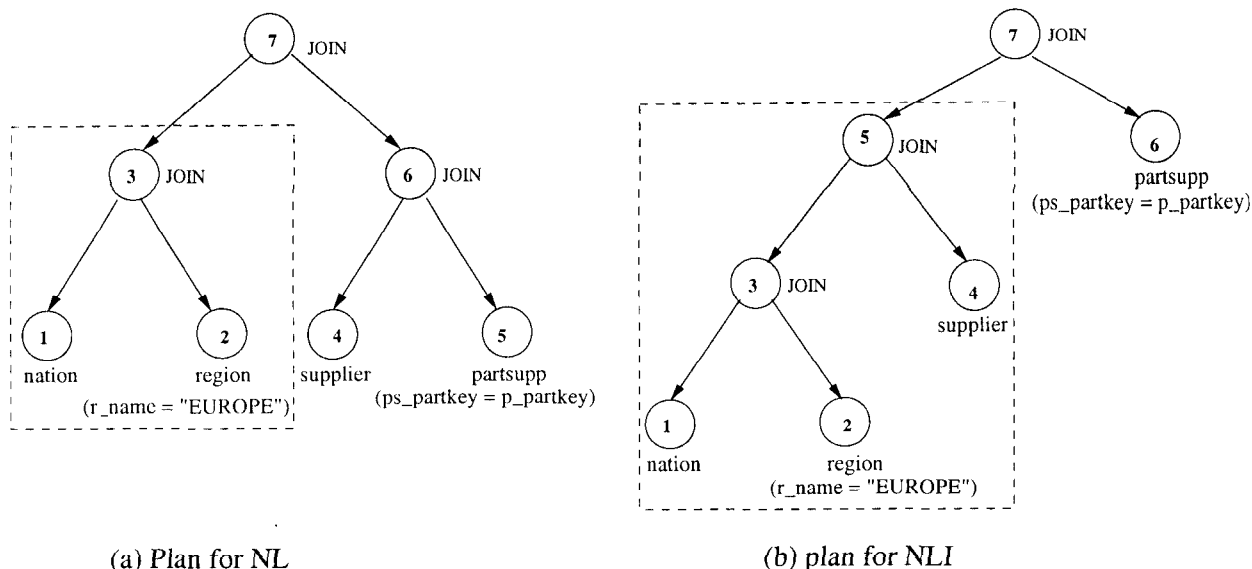 7
JOIN
3
JOIN
6
JOIN
1
2
4
5
nation
region
supplier
partsupp
(r_name = "EUROPE")
(ps_partkey = p_partkey)
(a) Plan for NL
7
JOIN
5
JOIN
6
partsupp
(ps_partkey = p_partkey)
3
JOIN
4
supplier
1
2
nation
region
(r_name = "EUROPE")
(b) plan for NLI